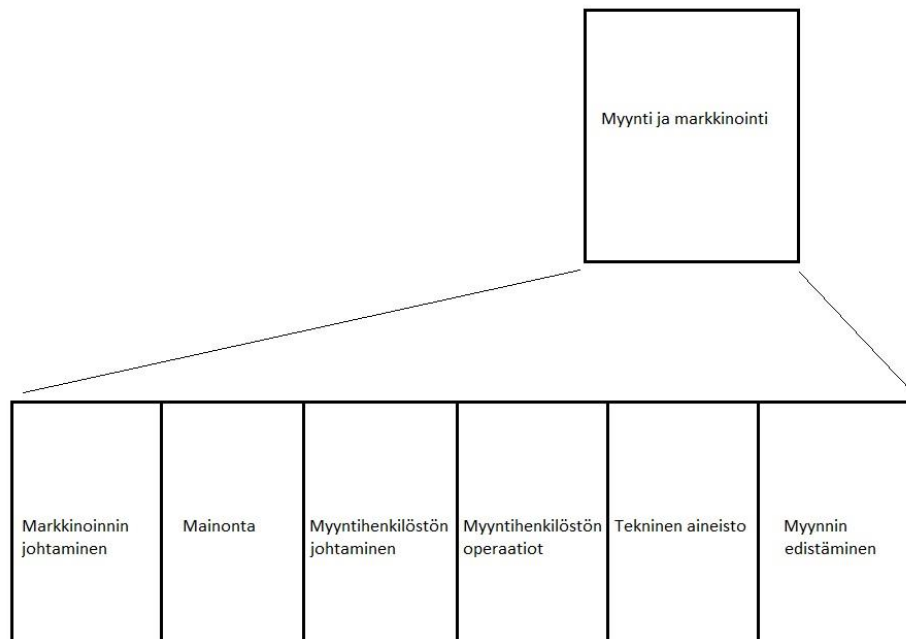 Myynti ja markkinointi
Markkinoinnin
johtaminen
Mainonta
Myyntihenkilöstön
johtaminen
Myyntihenkilöstön
operaatiot
Tekninen aineisto
Myynnin
edistäminen